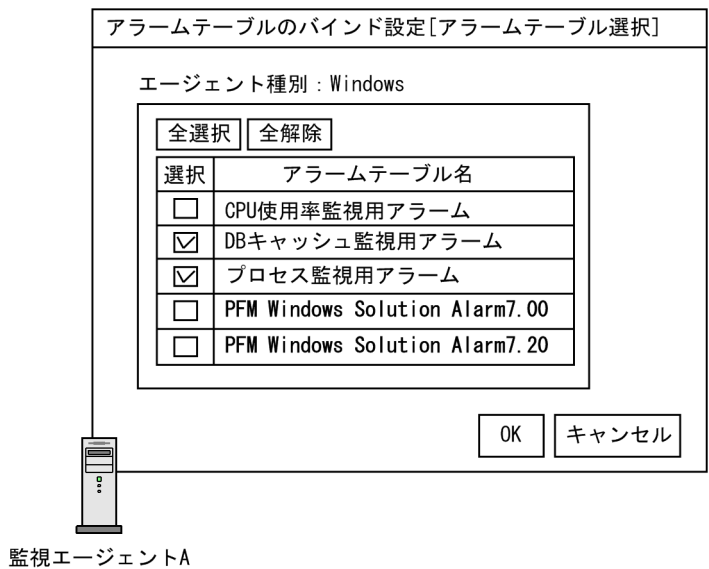 アラームテーブルのバインド設定[アラームテーブル選択]
エージェント種別：Windows
全選択 全解除
選択 アラームテーブル名
CPU使用率監視用アラーム
DBキャッシュ監視用アラーム
プロセス監視用アラーム
PFM Windows Solution Alarm7.00
PFM Windows Solution Alarm7.20
OK キャンセル
監視エージェントA